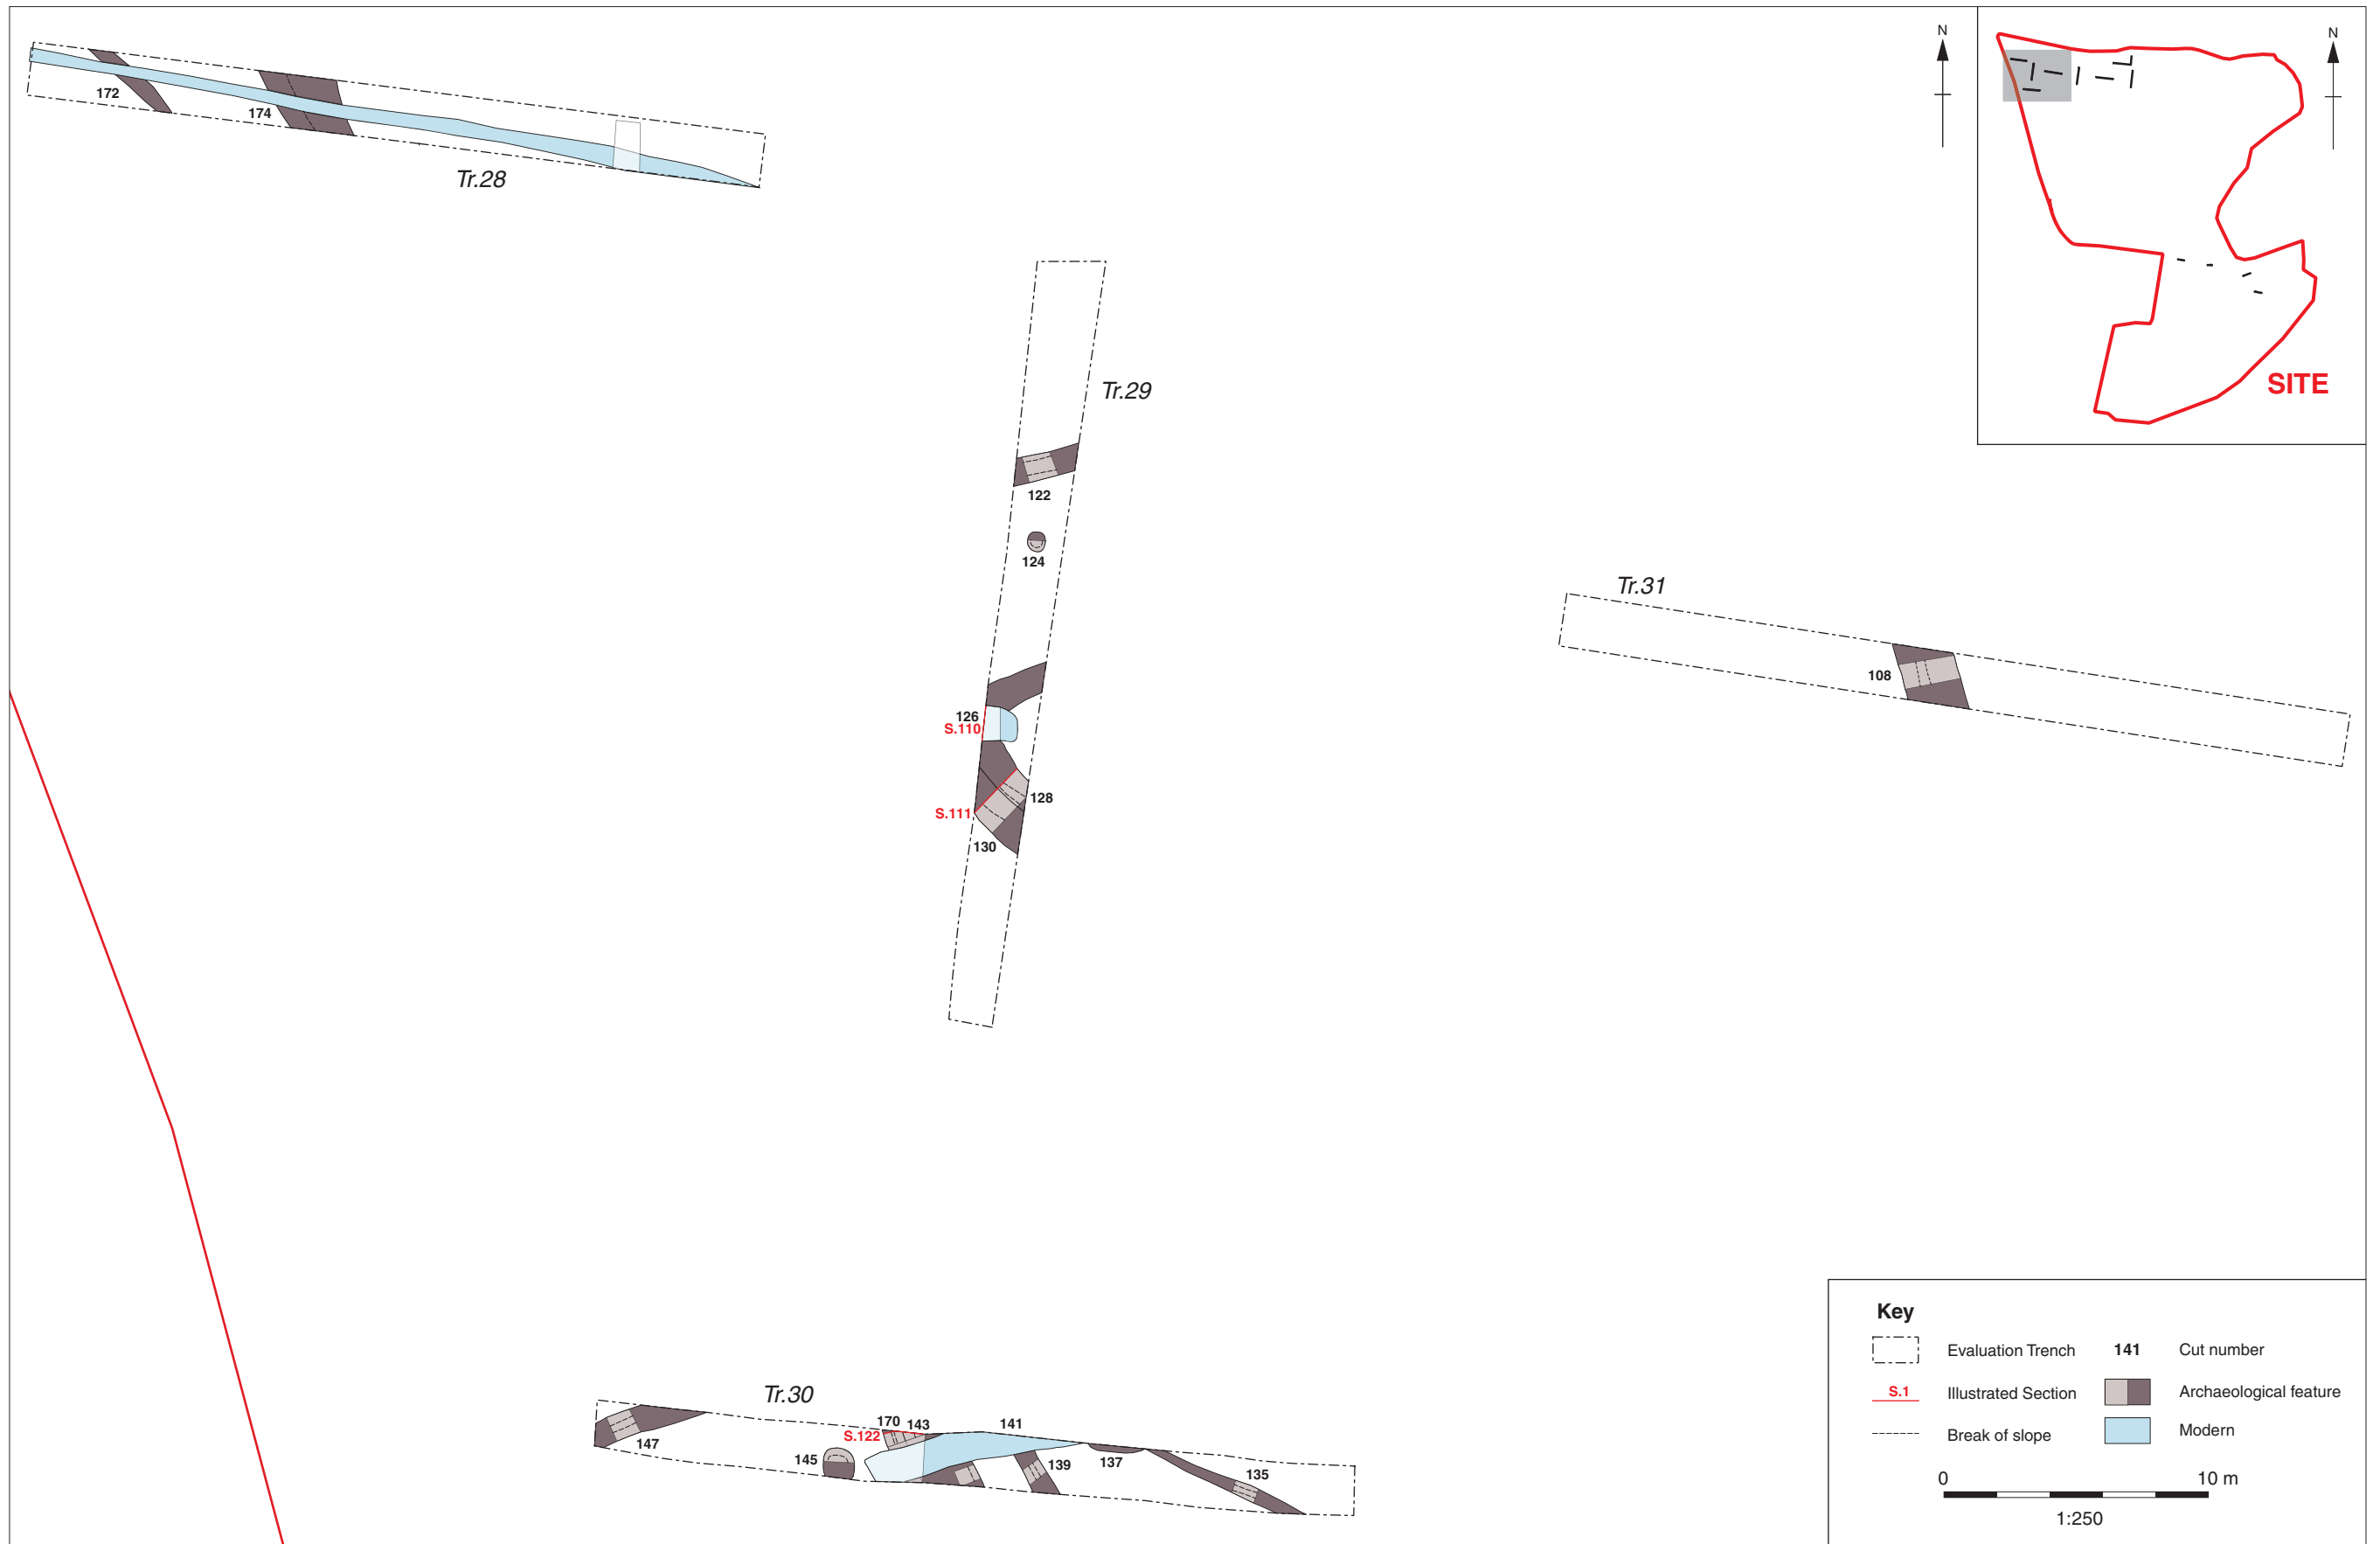 N
N
SITE
172
174
Tr.28
Tr.29
122
124
Tr.31
108
126
S.110
128
S.111
130
Tr.30
170
143
141
S.122
147
145
139
137
135
Key
Evaluation Trench
141
Cut number
S.1
Illustrated Section
Archaeological feature
Break of slope
Modern
0
10 m
1:250